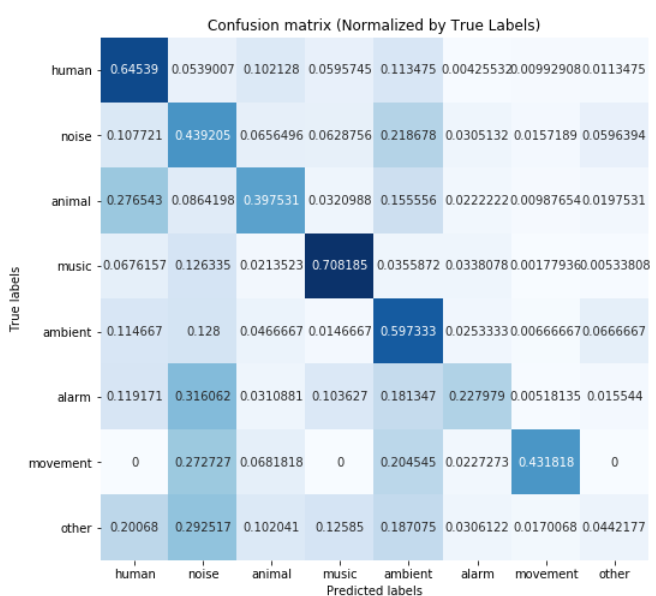 Confusion matrix (Normalized by True Labels)
human 0.64539 0.0539007 0.102128 0.0595745 0.113475 0.00425532 0.00992908 0.0113475
noise 0.107721 0.439205 0.0656496 0.0628756 0.218678 0.0305132 0.0157189 0.0596394
animal 0.276543 0.0864198 0.397531 0.0320988 0.155556 0.0222222 0.00987654 0.0197531
music 0.0676157 0.126335 0.0213523 0.708185 0.0355872 0.0338078 0.00177936 0.00533808
ambient 0.114667 0.128 0.0466667 0.0146667 0.597333 0.0253333 0.00666667 0.0666667
alarm 0.119171 0.316062 0.0310881 0.103627 0.181347 0.227979 0.00518135 0.015544
movement 0 0.272727 0.0681818 0 0.204545 0.0227273 0.431818 0
other 0.20068 0.292517 0.102041 0.12585 0.187075 0.0306122 0.0170068 0.0442177
human noise animal music ambient alarm movement other
Predicted labels
True labels